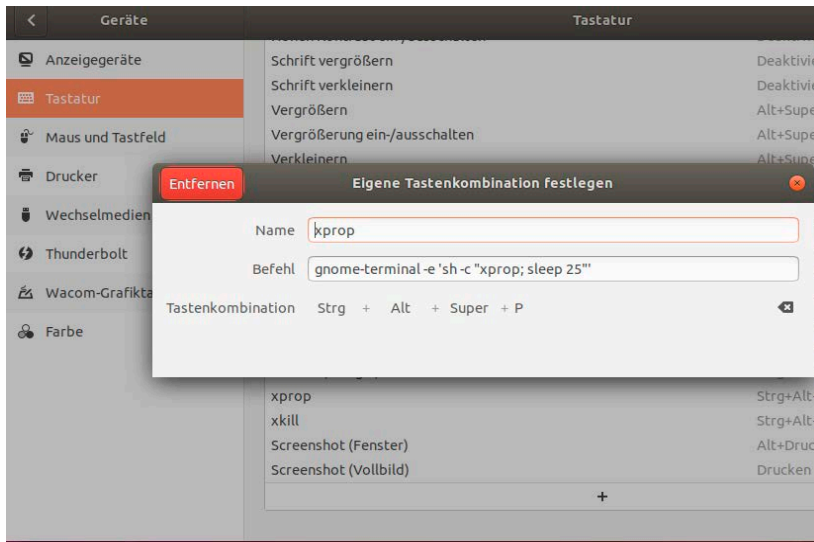 Geräte
Tastatur
Anzeigegeräte
Tastatur
Maus und Tastfeld
Drucker
Wechselmedien
Thunderbolt
Wacom-Grafikta
Farbe
Schrift vergrößern Deaktivie
Schrift verkleinern Deaktivie
Vergrößern Alt+Supe
Vergrößerung ein-/ausschalten Alt+Supe
Verkleinern Alt+Supe
Entfernen
Eigene Tastenkombination festlegen
Name xprop
Befehl gnome-terminal -e 'sh -c "xprop; sleep 25"'
Tastenkombination Strg + Alt + Super + P
xprop Strg+Alt+
xkill Strg+Alt+
Screenshot (Fenster) Alt+Druc
Screenshot (Vollbild) Drucken
+